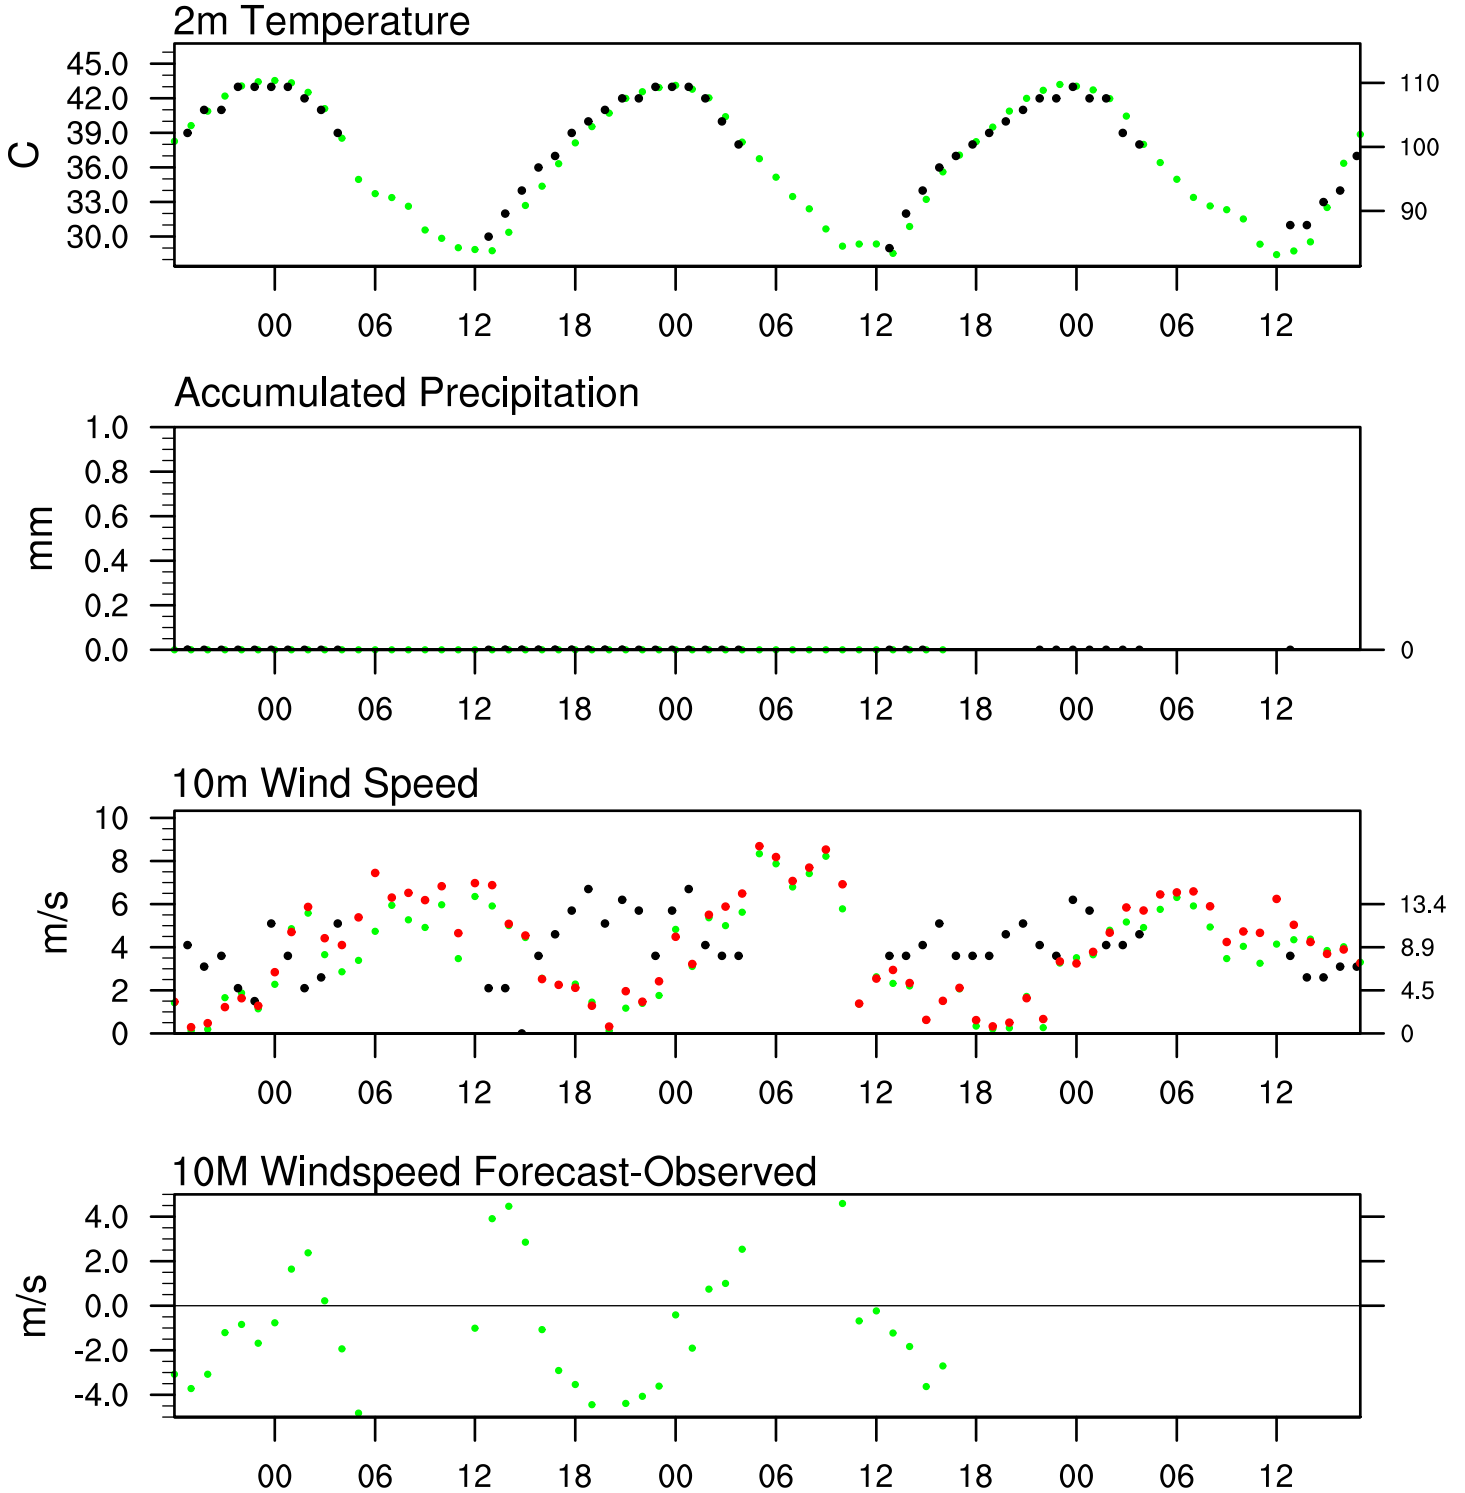 2m Temperature
45.0
42.0
39.0
36.0
33.0
30.0
C
110
100
90
00 06 12 18 00 06 12 18 00 06 12
Accumulated Precipitation
1.0
0.8
0.6
0.4
0.2
0.0
mm
0
00 06 12 18 00 06 12 18 00 06 12
10m Wind Speed
10
8
6
4
2
0
m/s
13.4
8.9
4.5
0
00 06 12 18 00 06 12 18 00 06 12
10M Windspeed Forecast-Observed
4.0
2.0
0.0
-2.0
-4.0
m/s
00 06 12 18 00 06 12 18 00 06 12